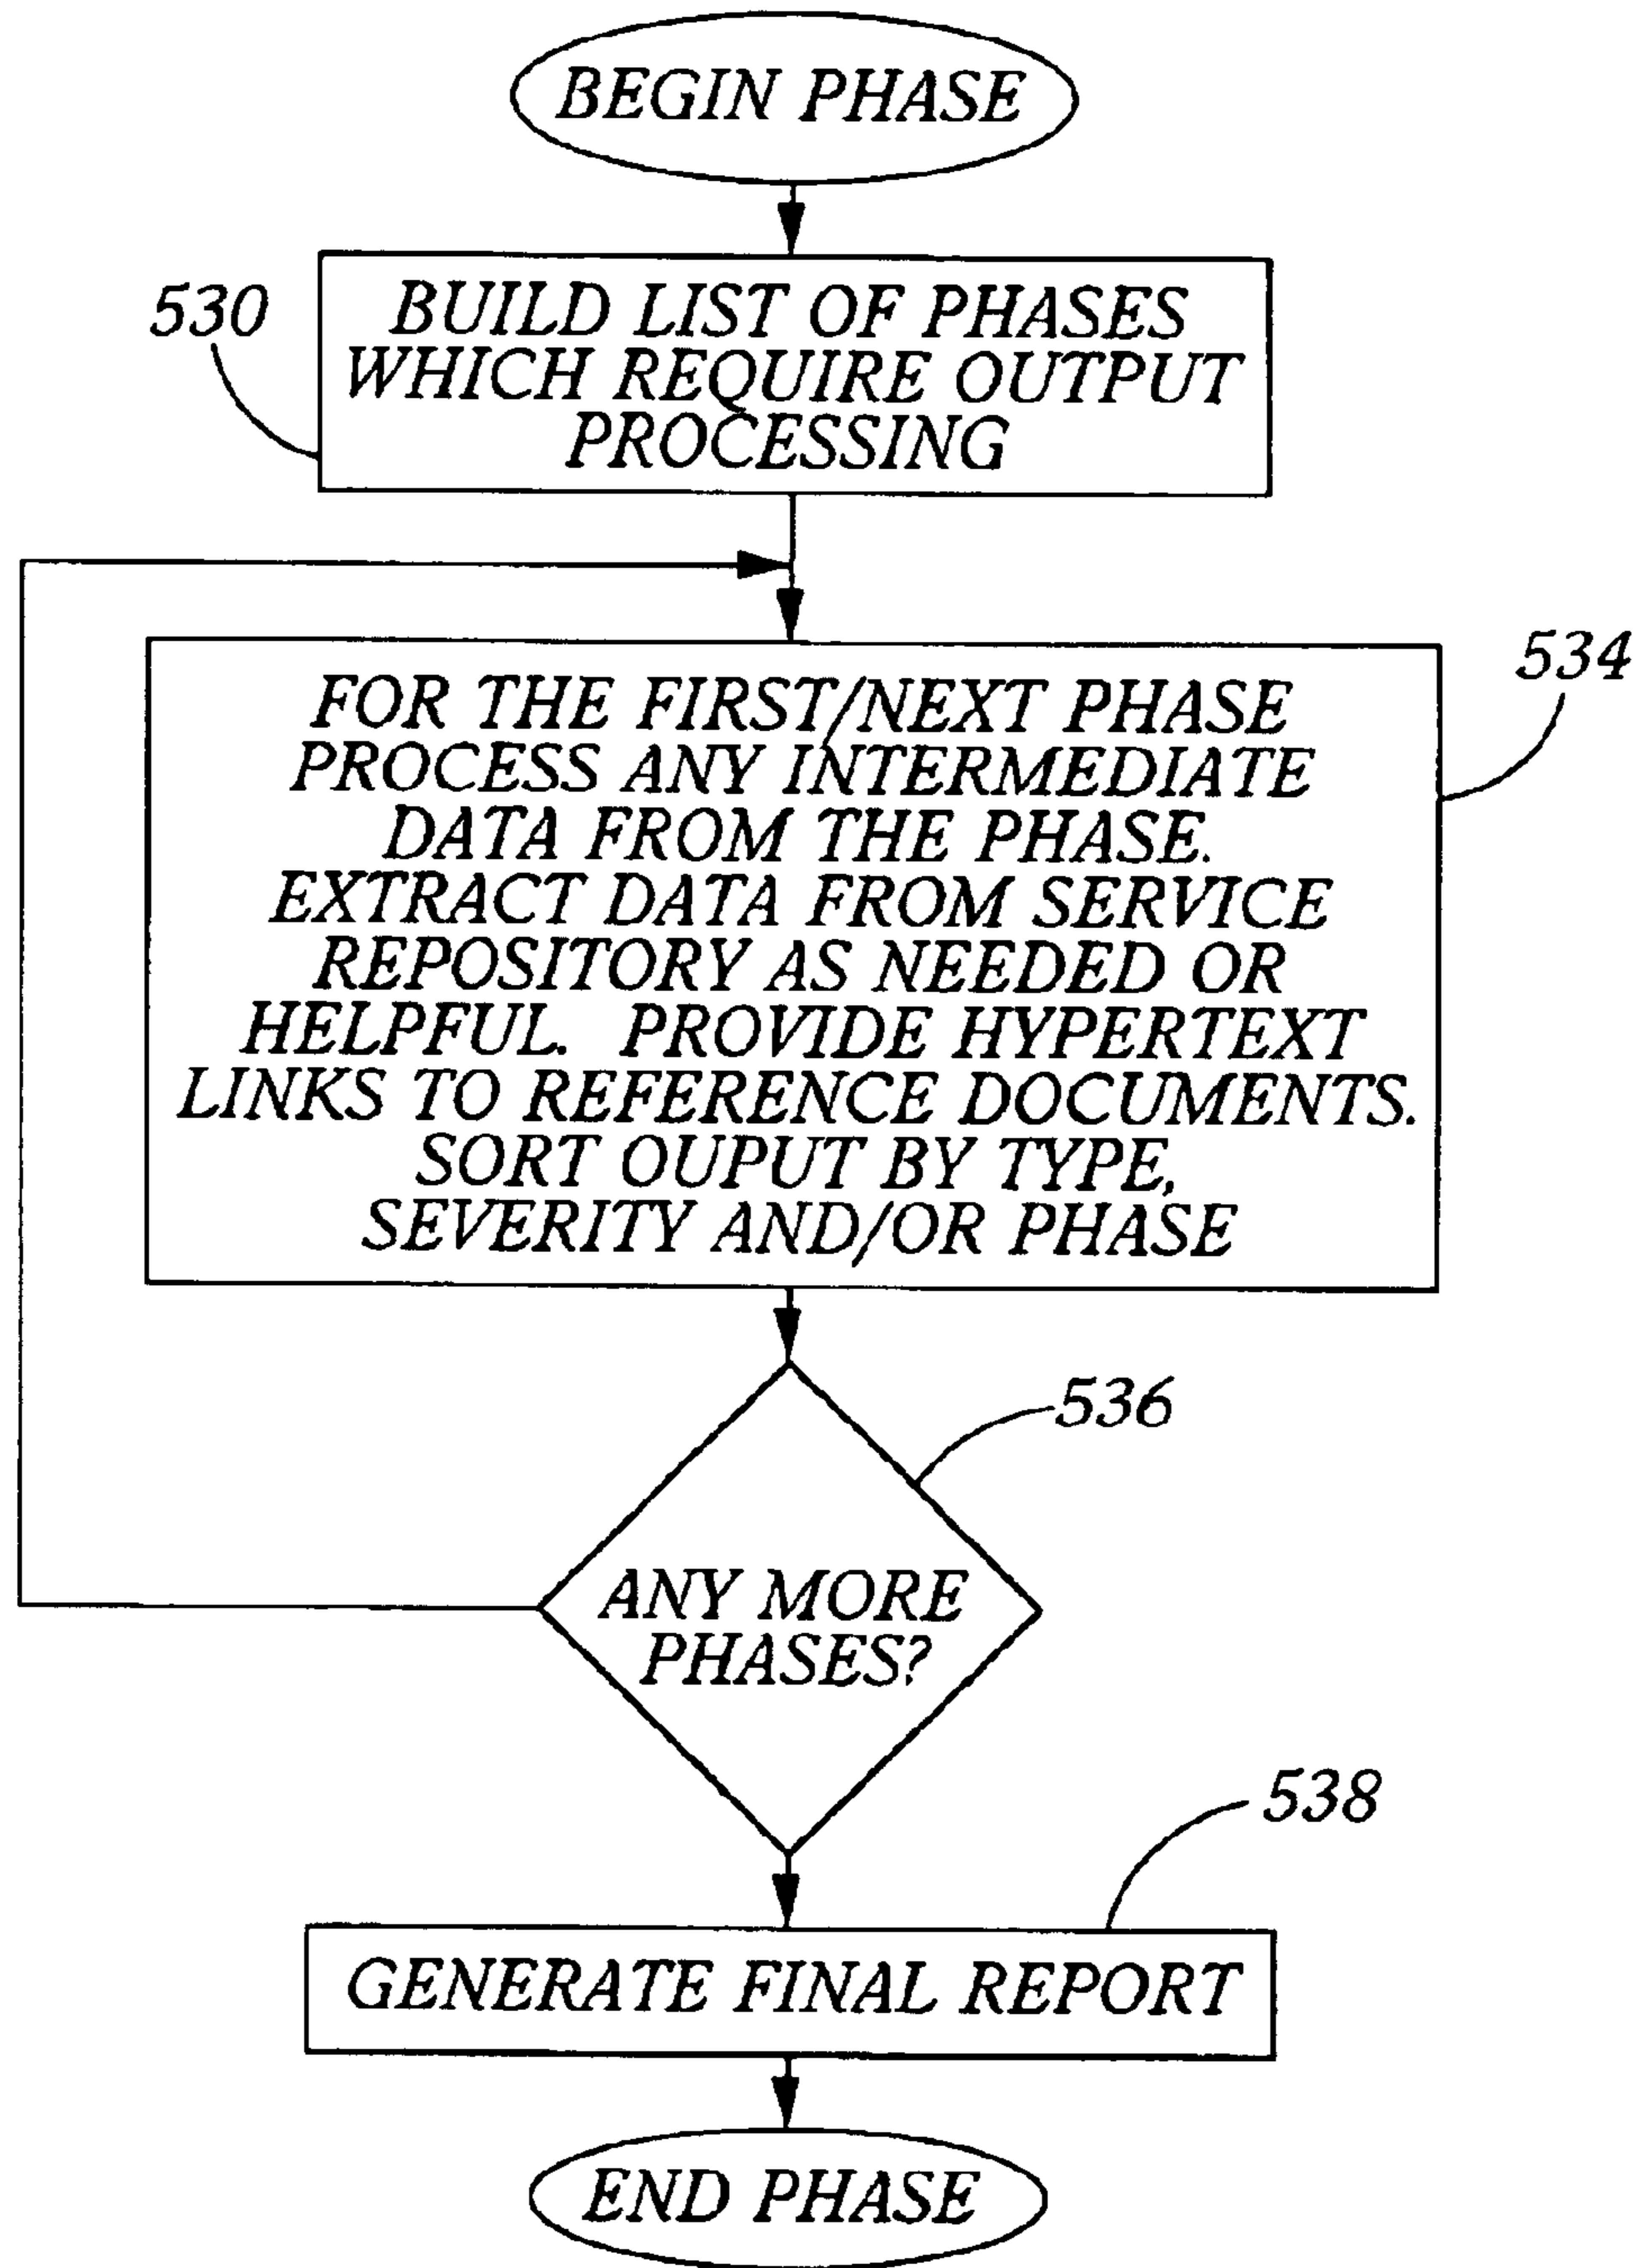 BEGIN PHASE
530
BUILD LIST OF PHASES
WHICH REQUIRE OUTPUT
PROCESSING
534
FOR THE FIRST/NEXT PHASE
PROCESS ANY INTERMEDIATE
DATA FROM THE PHASE.
EXTRACT DATA FROM SERVICE
REPOSITORY AS NEEDED OR
HELPFUL. PROVIDE HYPERTEXT
LINKS TO REFERENCE DOCUMENTS.
SORT OUPUT BY TYPE,
SEVERITY AND/OR PHASE
536
ANY MORE
PHASES?
538
GENERATE FINAL REPORT
END PHASE